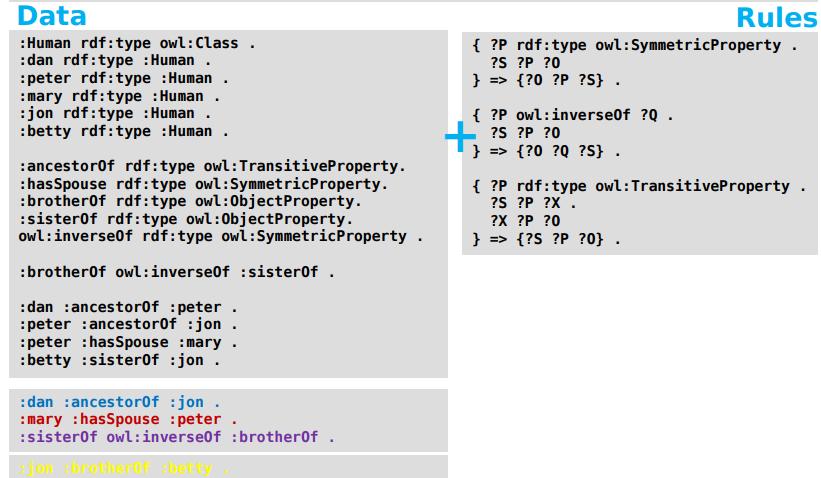 Data
:Human rdf:type owl:Class .
:dan rdf:type :Human .
:peter rdf:type :Human .
:mary rdf:type :Human .
:jon rdf:type :Human .
:betty rdf:type :Human .
:ancestorOf rdf:type owl:TransitiveProperty.
:hasSpouse rdf:type owl:SymmetricProperty.
:brotherOf rdf:type owl:ObjectProperty.
:sisterOf rdf:type owl:ObjectProperty.
owl:inverseOf rdf:type owl:SymmetricProperty .
:brotherOf owl:inverseOf :sisterOf .
:dan :ancestorOf :peter .
:peter :ancestorOf :jon .
:peter :hasSpouse :mary .
:betty :sisterOf :jon .
:dan :ancestorOf :jon .
:mary :hasSpouse :peter .
:sisterOf owl:inverseOf :brotherOf .
:jon :brotherOf :betty .
+
Rules
{ ?P rdf:type owl:SymmetricProperty .
?S ?P ?O
} => {?O ?P ?S} .
{ ?P owl:inverseOf ?Q .
?S ?P ?O
} => {?O ?Q ?S} .
{ ?P rdf:type owl:TransitiveProperty .
?S ?P ?X .
?X ?P ?O
} => {?S ?P ?O} .